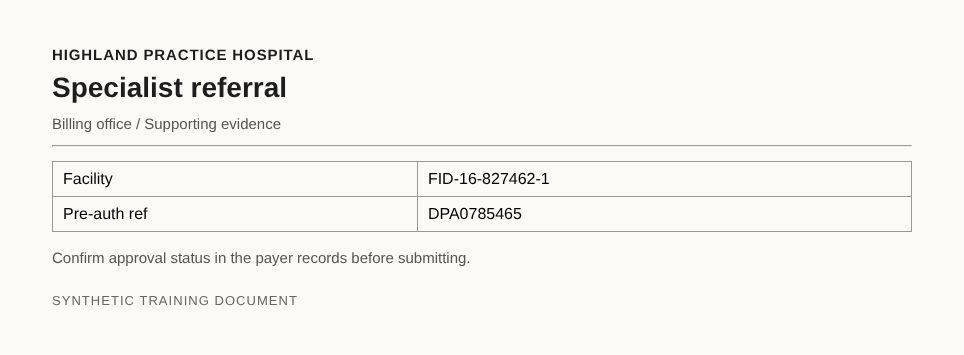 HIGHLAND PRACTICE HOSPITAL
Specialist referral
Billing office / Supporting evidence
Facility FID-16-827462-1
Pre-auth ref DPA0785465
Confirm approval status in the payer records before submitting.
SYNTHETIC TRAINING DOCUMENT